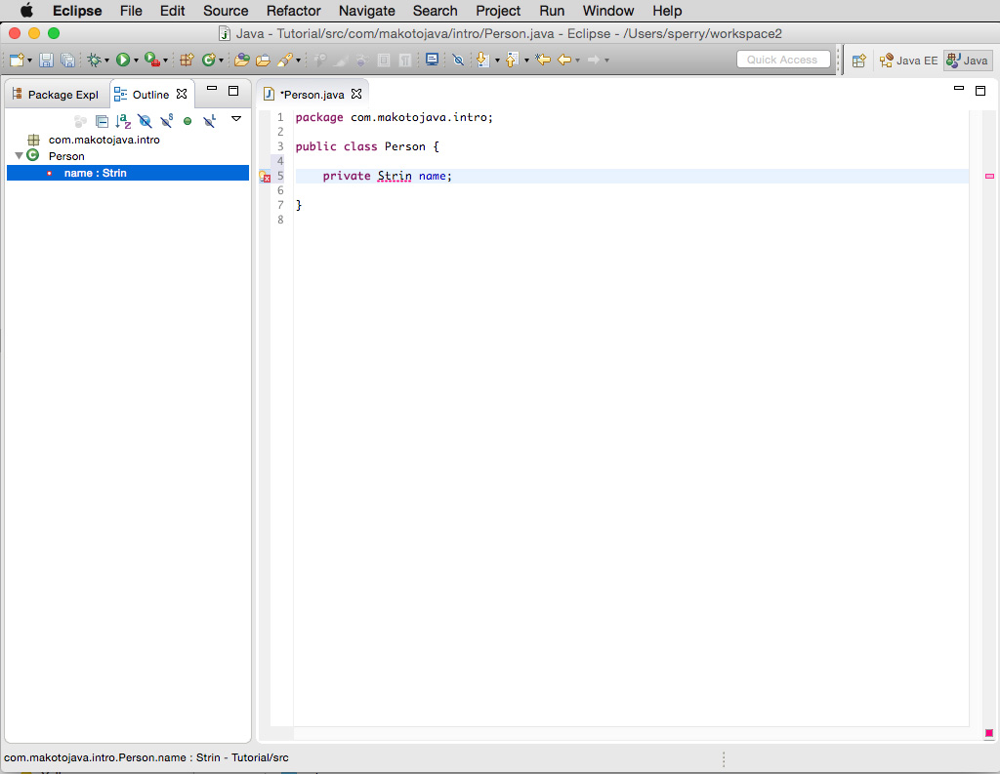 Eclipse File Edit Source Refactor Navigate Search Project Run Window Help
Java - Tutorial/src/com/makotojava/intro/Person.java - Eclipse - /Users/sperry/workspace2
Quick Access
Java EE
Java
Package Expl
Outline
*Person.java
com.makotojava.intro
Person
name : Strin
1 package com.makotojava.intro;
2
3 public class Person {
4
5 private Strin name;
6
7 }
8
com.makotojava.intro.Person.name : Strin - Tutorial/src